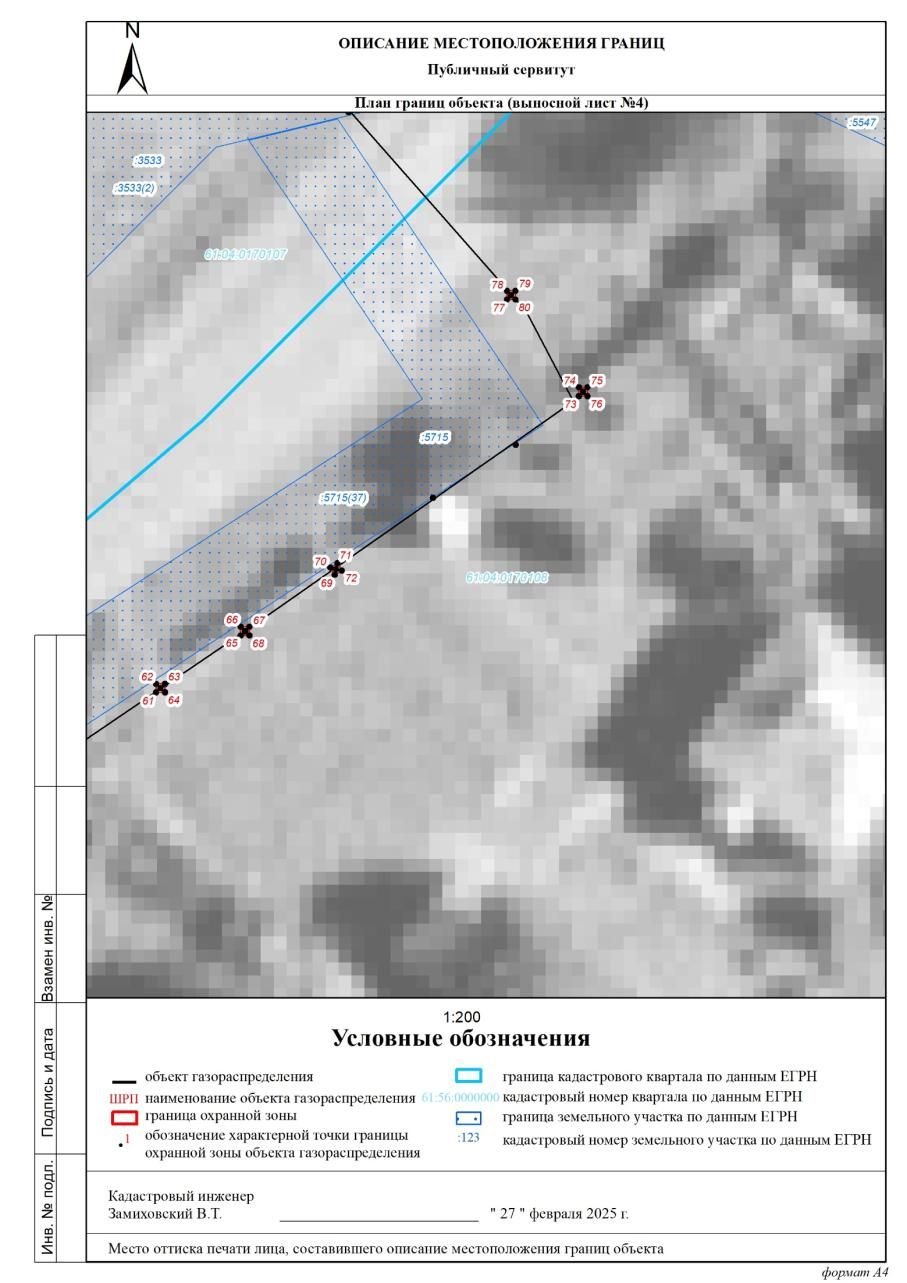 N
ОПИСАНИЕ МЕСТОПОЛОЖЕНИЯ ГРАНИЦ
Публичный сервитут
План границ объекта (выносной лист №4)
:5547
:3533
:3533(2)
61:04:0170107
78 79
77 80
74 75
73 76
:5715
:5715(37)
70 71
69 72
61:04:0170108
66 67
65 68
62 63
61 64
1:200
Условные обозначения
объект газораспределения
ШРП наименование объекта газораспределения
граница охранной зоны
1 обозначение характерной точки границы
охранной зоны объекта газораспределения
граница кадастрового квартала по данным ЕГРН
61:56:0000000 кадастровый номер квартала по данным ЕГРН
граница земельного участка по данным ЕГРН
:123 кадастровый номер земельного участка по данным ЕГРН
Кадастровый инженер
Замиховский В.Т. " 27 " февраля 2025 г.
Место оттиска печати лица, составившего описание местоположения границ объекта
Взамен инв. №
Подпись и дата
Инв. № подл.
формат А4